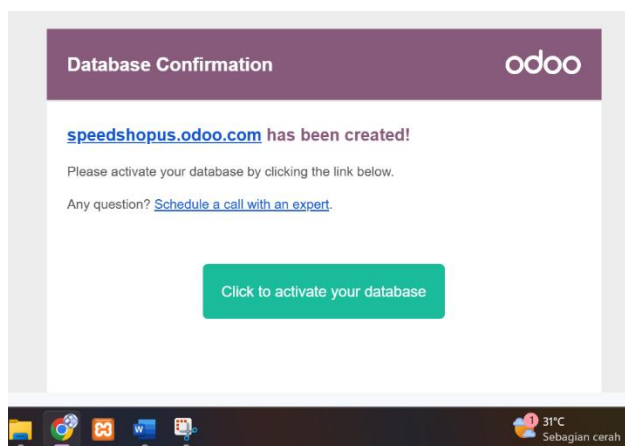 Database Confirmation
odoo
speedshopus.odoo.com has been created!
Please activate your database by clicking the link below.
Any question? Schedule a call with an expert.
Click to activate your database
1
31°C
Sebagian cerah
W